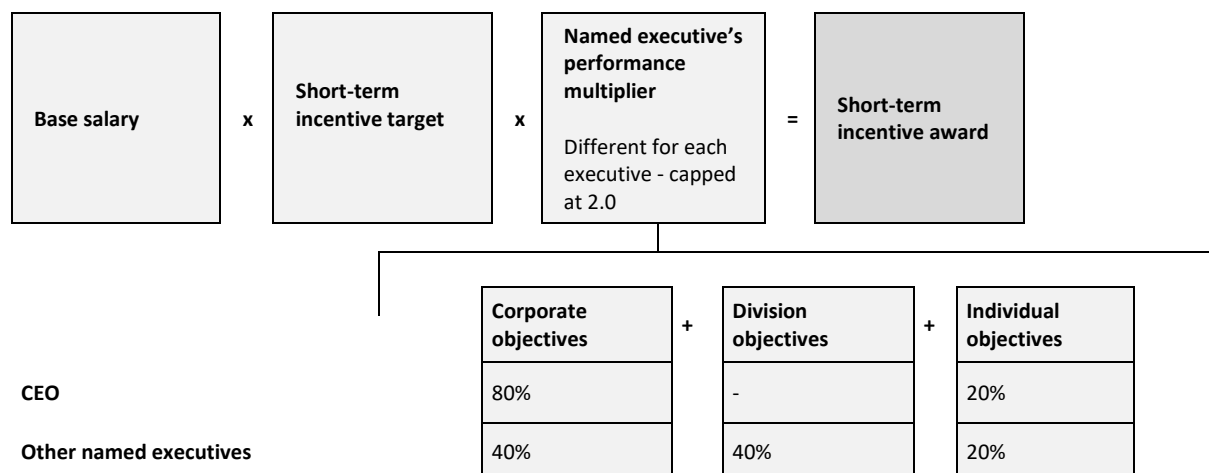 Base salary
x
Short-term
incentive target
x
Named executive's
performance
multiplier
Different for each
executive - capped
at 2.0
=
Short-term
incentive award
Corporate
objectives
+
Division
objectives
+
Individual
objectives
CEO
80%
-
20%
Other named executives
40%
40%
20%